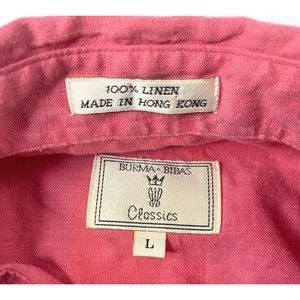 100% LINEN
MADE IN HONG KONG
BURMA • BIBAS
Classics
L